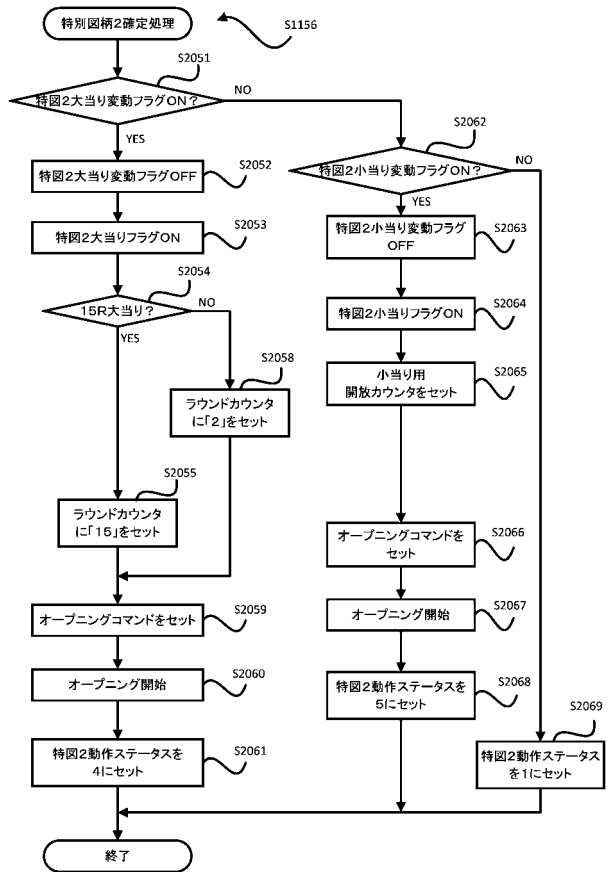 特別図柄2確定処理
S1156
S2051
特図2大当り変動フラグON?
NO
YES
S2052
特図2大当り変動フラグOFF
S2053
特図2大当りフラグON
S2054
15R大当り?
NO
YES
S2058
ラウンドカウンタ
に「2」をセット
S2055
ラウンドカウンタ
に「15」をセット
S2059
オープニングコマンドをセット
S2060
オープニング開始
S2061
特図2動作ステータスを
4にセット
S2062
特図2小当り変動フラグON?
NO
YES
S2063
特図2小当り変動フラグ
OFF
S2064
特図2小当りフラグON
S2065
小当り用
開放カウンタをセット
S2066
オープニングコマンドを
セット
S2067
オープニング開始
S2068
特図2動作ステータスを
5にセット
S2069
特図2動作ステータス
を1にセット
終了